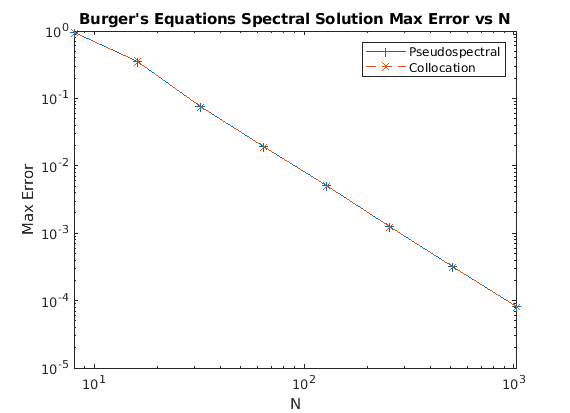 Burger's Equations Spectral Solution Max Error vs N
10^0
10^-1
10^-2
10^-3
10^-4
10^-5
Max Error
Pseudospectral
Collocation
10^1
10^2
10^3
N